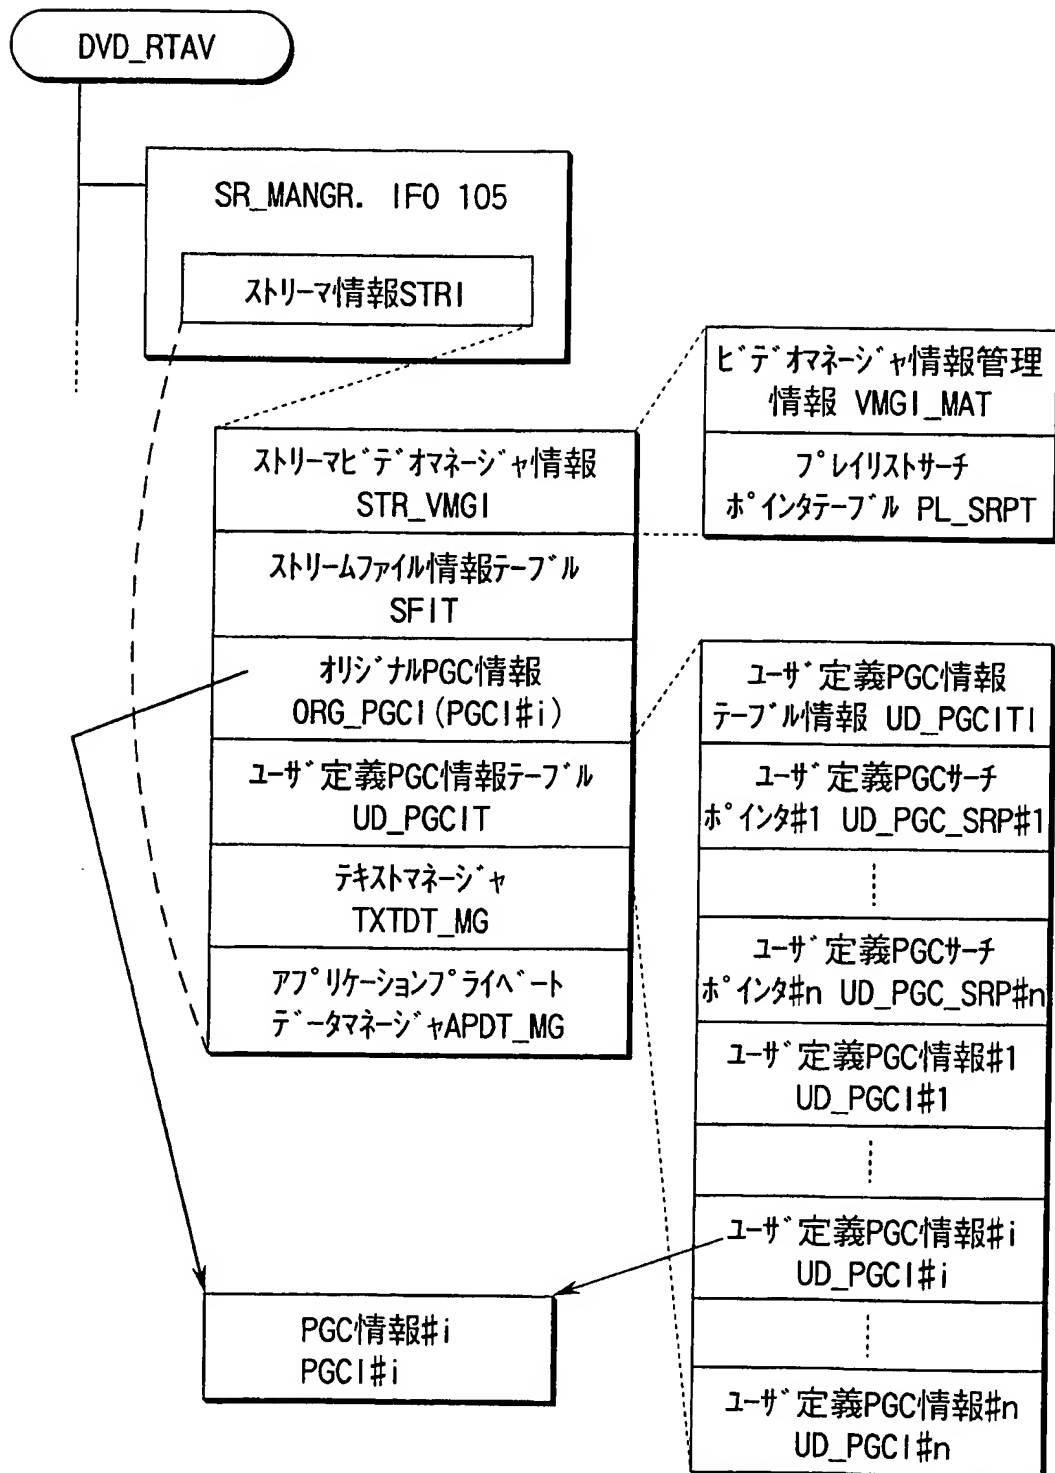 DVD_RTAV
SR_MANGR. IFO 105
ストリーマ情報STRI
ビデオマネージャ情報管理
情報 VMGI_MAT
プレイリストサーチ
ポインタテーブル PL_SRPT
ストリーマビデオマネージャ情報
STR_VMGI
ストリームファイル情報テーブル
SFIT
オリジナルPGC情報
ORG_PGCI(PGCI#i)
ユーザ定義PGC情報テーブル
UD_PGCIT
テキストマネージャ
TXTDT_MG
アプリケーションプライベート
データマネージャAPDT_MG
ユーザ定義PGC情報
テーブル情報 UD_PGCITI
ユーザ定義PGCサーチ
ポインタ#1 UD_PGC_SRP#1
ユーザ定義PGCサーチ
ポインタ#n UD_PGC_SRP#n
ユーザ定義PGC情報#1
UD_PGCI#1
ユーザ定義PGC情報#i
UD_PGCI#i
ユーザ定義PGC情報#n
UD_PGCI#n
PGC情報#i
PGCI#i